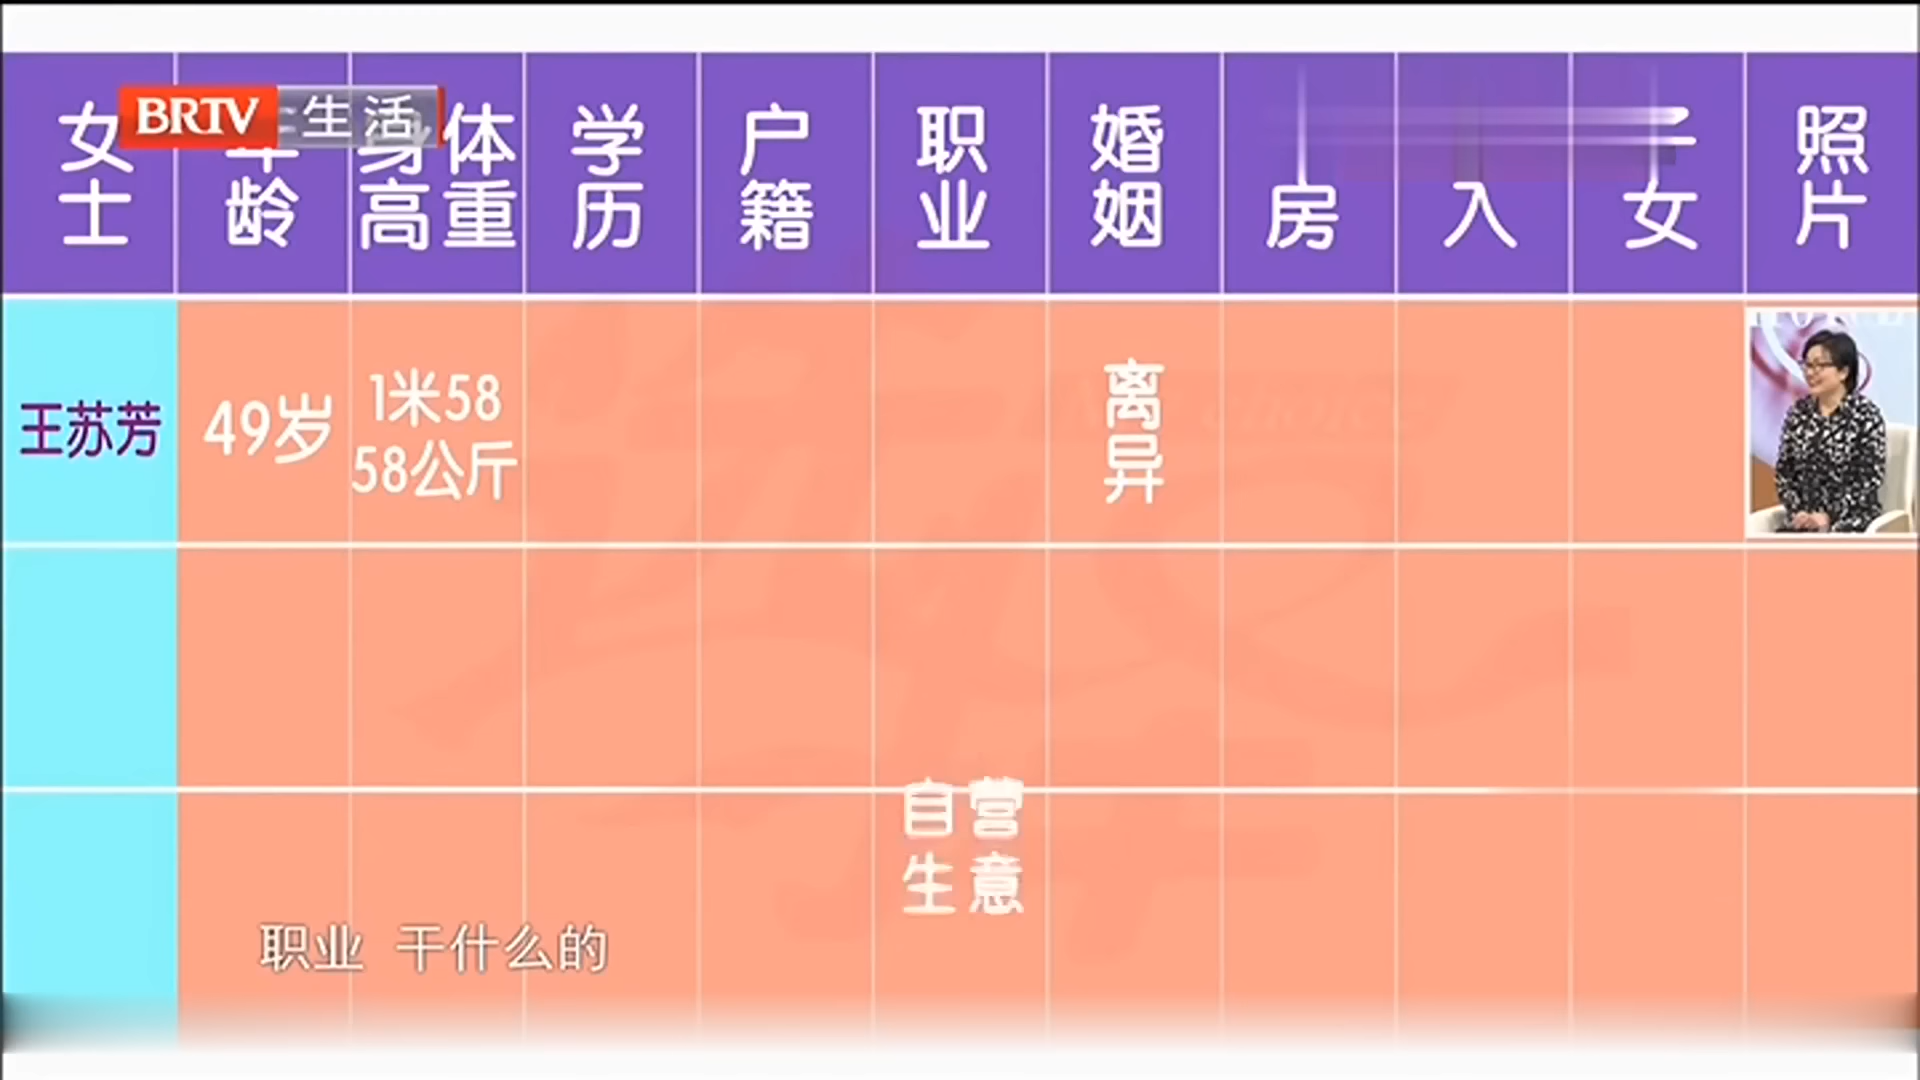 BRTV 生活
女士 年龄 身高 体重 学历 户籍 职业 婚姻 房 入 女 照片
王苏芳 49岁 1米58 58公斤 离异
自营生意
职业 干什么的